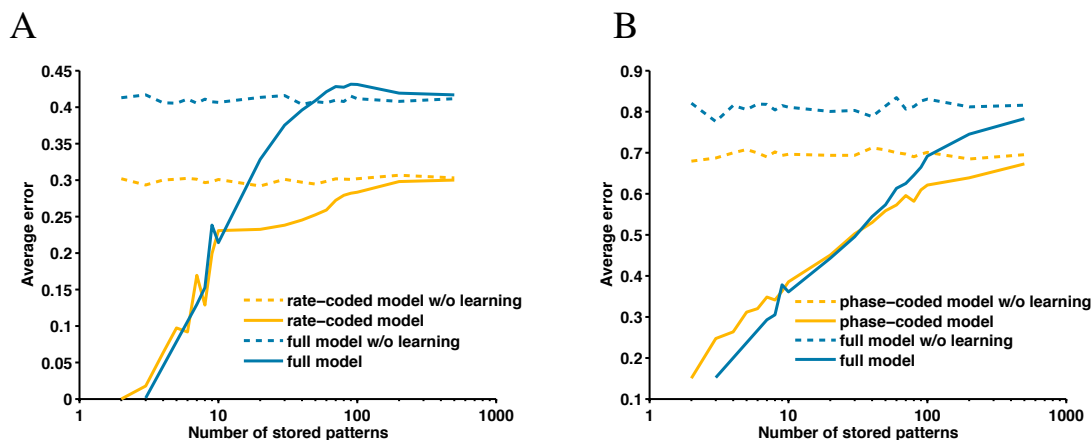 A
0.45
0.4
0.35
0.3
0.25
0.2
0.15
0.1
0.05
0
Average error
1
10
100
1000
Number of stored patterns
rate−coded model w/o learning
rate−coded model
full model w/o learning
full model
B
0.9
0.8
0.7
0.6
0.5
0.4
0.3
0.2
0.1
Average error
1
10
100
1000
Number of stored patterns
phase−coded model w/o learning
phase−coded model
full model w/o learning
full model